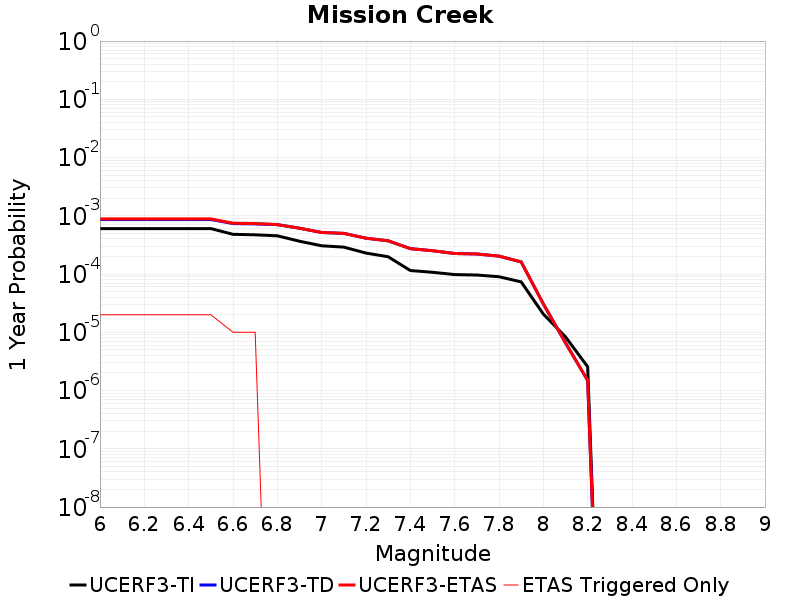 Mission Creek
10^0
10^-1
10^-2
10^-3
10^-4
10^-5
10^-6
10^-7
10^-8
1 Year Probability
6 6.2 6.4 6.6 6.8 7 7.2 7.4 7.6 7.8 8 8.2 8.4 8.6 8.8 9
Magnitude
UCERF3-TI UCERF3-TD UCERF3-ETAS ETAS Triggered Only